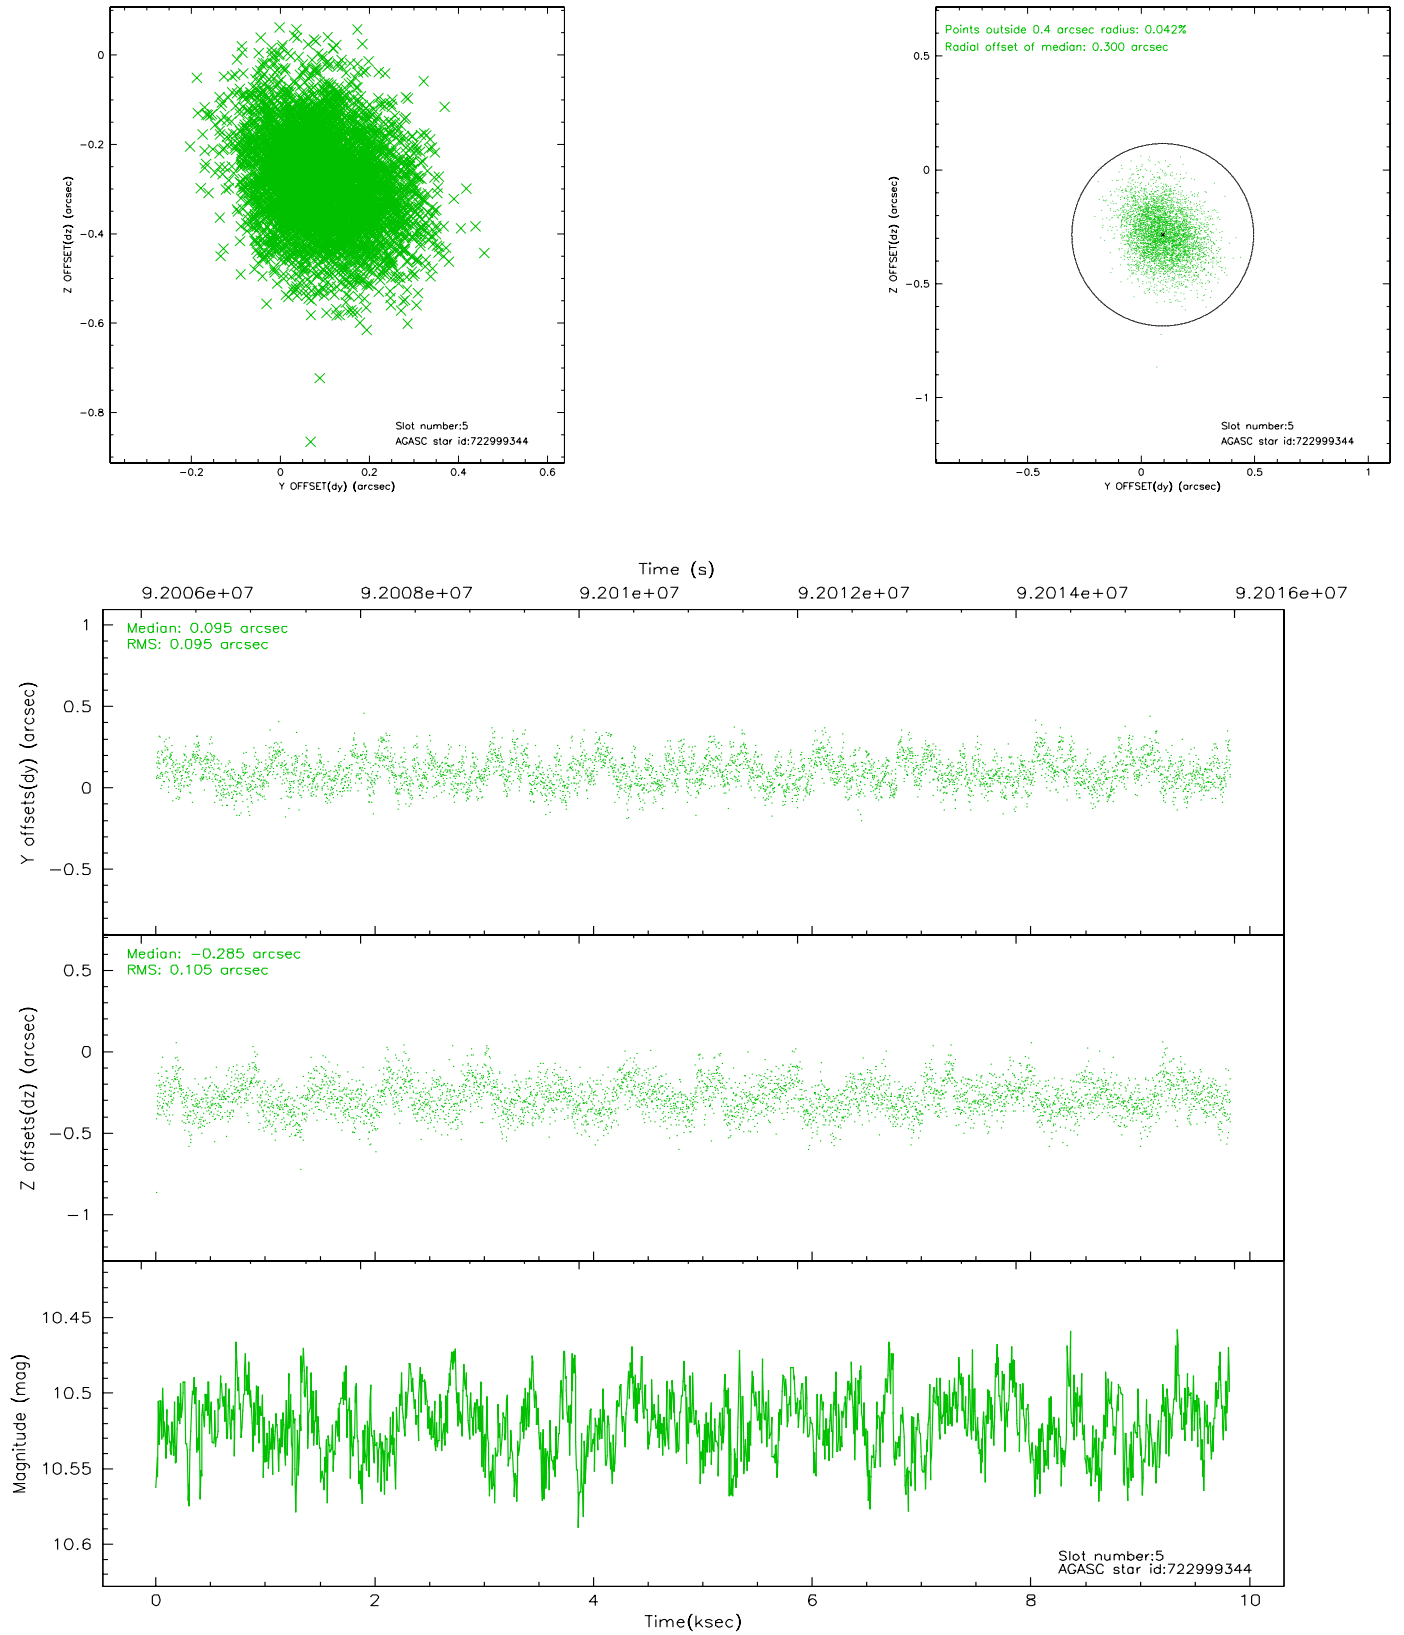 0
−0.2
−0.4
−0.6
−0.8
Z OFFSET(dz) (arcsec)
Slot number:5
AGASC star id:722999344
−0.2 0 0.2 0.4 0.6
Y OFFSET(dy) (arcsec)
Points outside 0.4 arcsec radius: 0.042%
Radial offset of median: 0.300 arcsec
0.5
0
−0.5
−1
Z OFFSET(dz) (arcsec)
Slot number:5
AGASC star id:722999344
−0.5 0 0.5 1
Y OFFSET(dy) (arcsec)
Time (s)
9.2006e+07 9.2008e+07 9.201e+07 9.2012e+07 9.2014e+07 9.2016e+07
Median: 0.095 arcsec
RMS: 0.095 arcsec
1
0.5
0
−0.5
Y offsets(dy) (arcsec)
Median: −0.285 arcsec
RMS: 0.105 arcsec
0.5
0
−0.5
−1
Z offsets(dz) (arcsec)
10.45
10.5
10.55
10.6
Magnitude (mag)
Slot number:5
AGASC star id:722999344
0 2 4 6 8 10
Time(ksec)